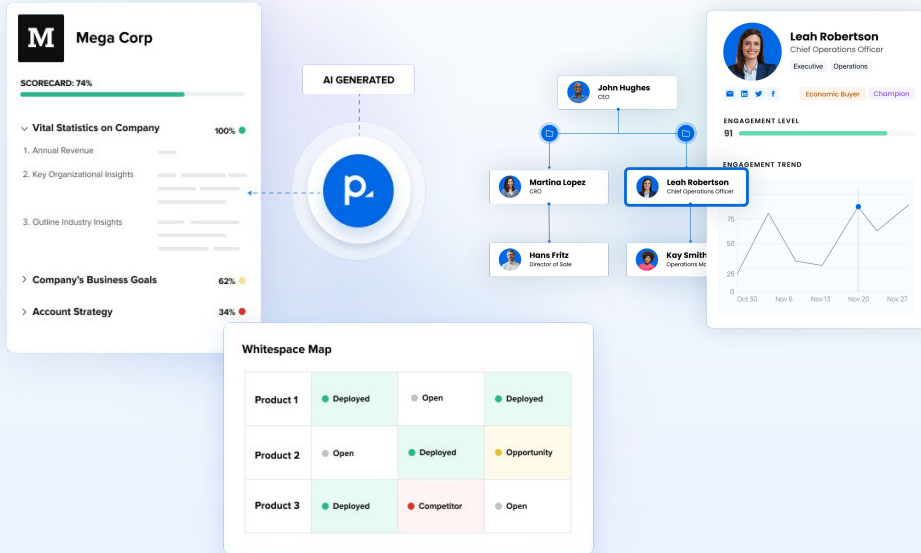 M
Mega Corp
SCORECARD: 74%
Vital Statistics on Company 100%
1. Annual Revenue
2. Key Organizational Insights
3. Outline Industry Insights
Company's Business Goals 62%
Account Strategy 34%
AI GENERATED
p.
John Hughes
CEO
Martina Lopez
CRO
Leah Robertson
Chief Operations Officer
Hans Fritz
Director of Sale
Kay Smith
Operations
Leah Robertson
Chief Operations Officer
Executive Operations
Economic Buyer Champion
ENGAGEMENT LEVEL
91
ENGAGEMENT TREND
75
50
25
0
Oct 30 Nov 6 Nov 13 Nov 20 Nov 27
Whitespace Map
Product 1 Deployed Open Deployed
Product 2 Open Deployed Opportunity
Product 3 Deployed Competitor Open